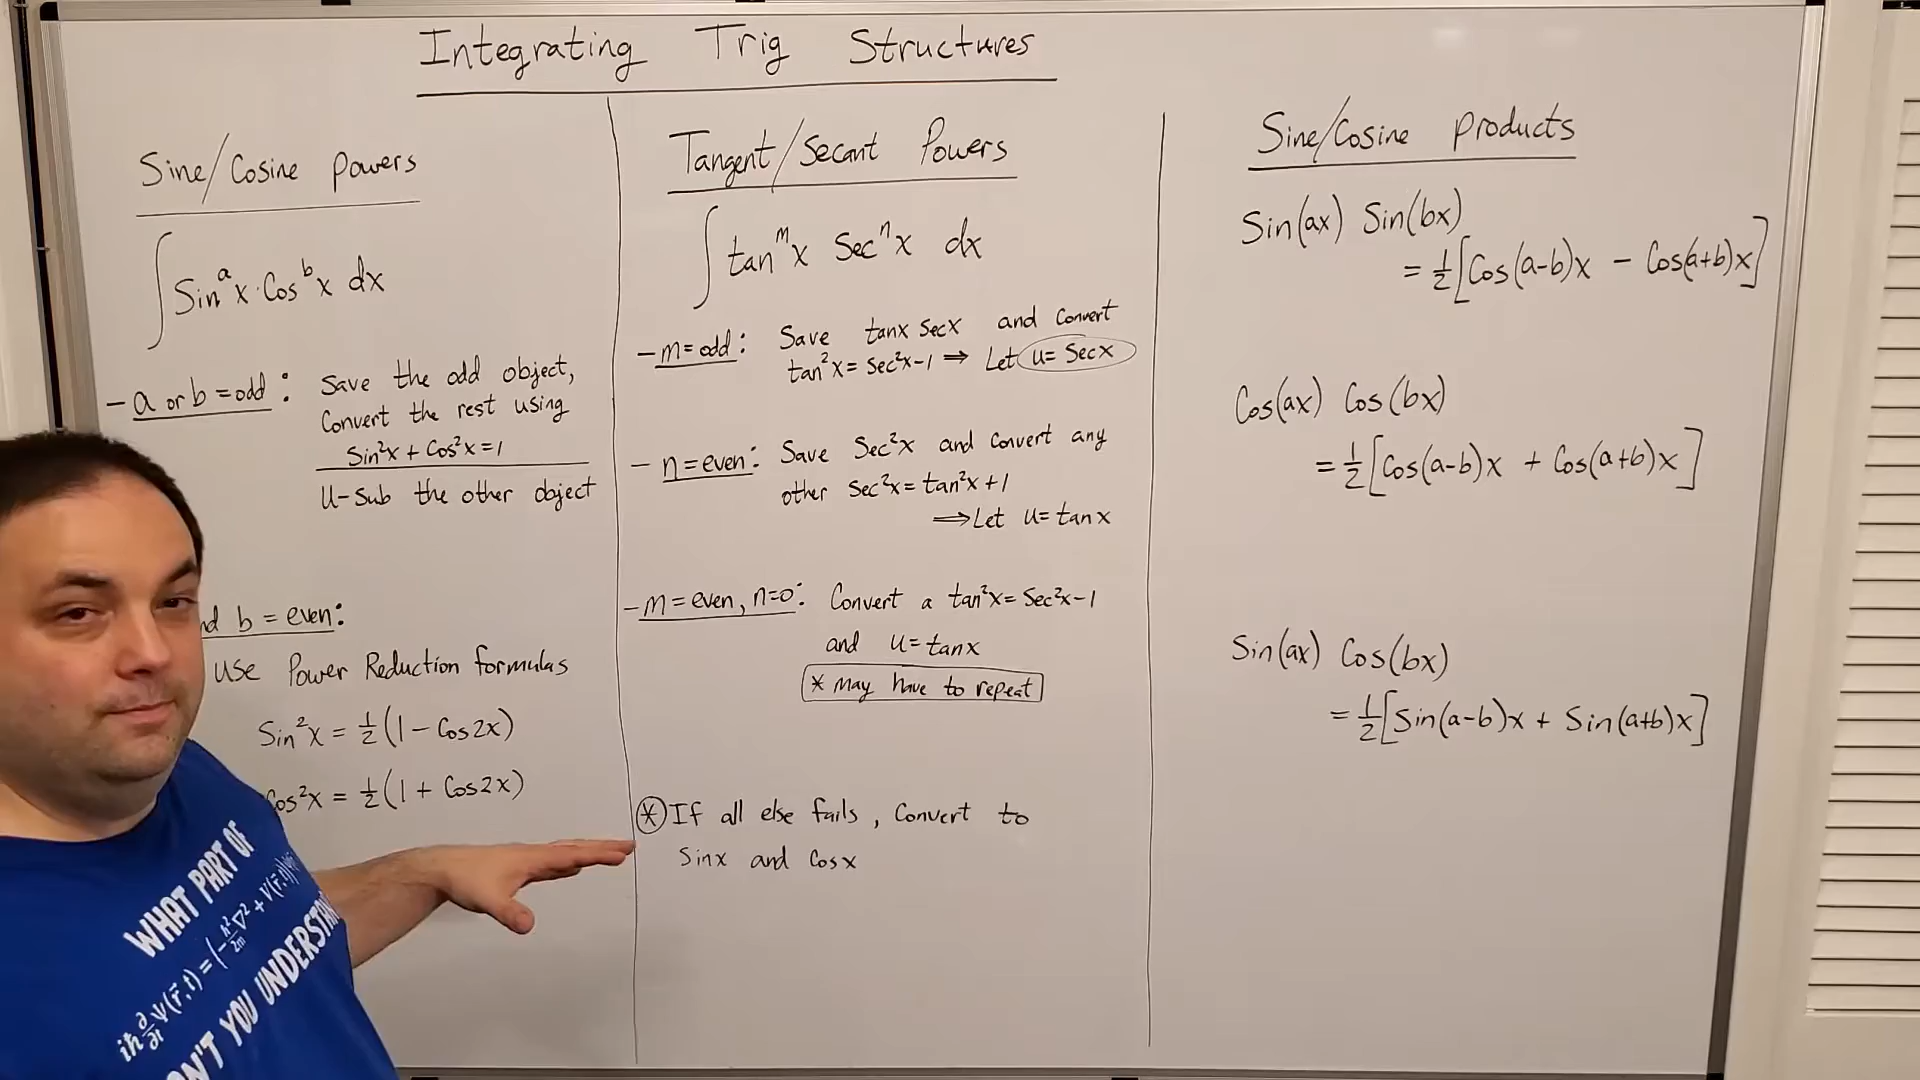 Integrating Trig Structures
Sine/Cosine Powers
∫ Sin^a x · Cos^b x dx
- a or b = odd : Save the odd object,
Convert the rest using
Sin²x + Cos²x = 1
U-Sub the other object
nd b = even:
Use Power Reduction formulas
Sin²x = 1/2 (1 - Cos2x)
Cos²x = 1/2 (1 + Cos2x)
Tangent/Secant Powers
∫ tan^m x Sec^n x dx
- m = odd : Save tanx Secx and Convert
tan²x = Sec²x-1 ⇒ Let u = Secx
- n = even : Save Sec²x and Convert any
other Sec²x = tan²x + 1
⇒ Let u = tanx
- m = even, n=0 : Convert a tan²x = Sec²x-1
and u = tanx
* May have to repeat
* If all else fails, Convert to
Sinx and Cosx
Sine/Cosine Products
Sin(ax) Sin(bx)
= 1/2 [Cos(a-b)x - Cos(a+b)x]
Cos(ax) Cos(bx)
= 1/2 [Cos(a-b)x + Cos(a+b)x]
Sin(ax) Cos(bx)
= 1/2 [Sin(a-b)x + Sin(a+b)x]
WHAT PART OF
iħ ∂/∂t Ψ(r⃗,t) = (-ħ²/2m ∇² + V(r⃗,t))
ON'T YOU UNDERSTAN